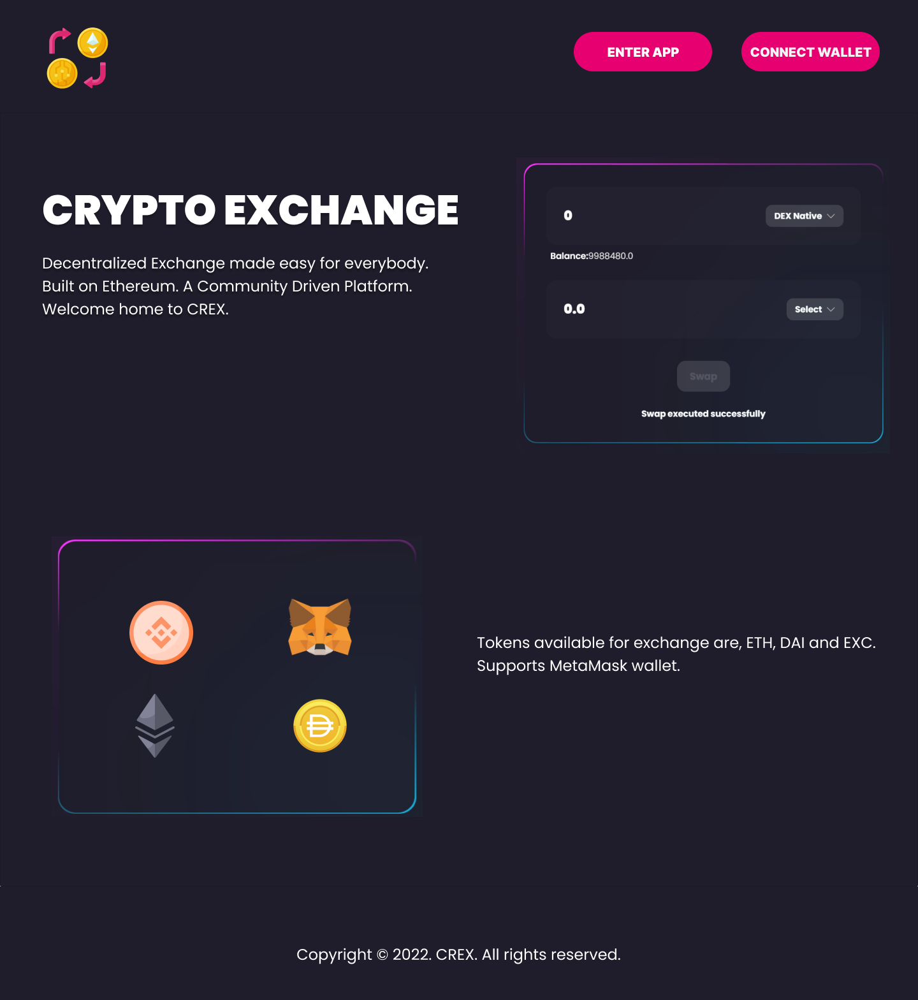 ENTER APP
CONNECT WALLET
CRYPTO EXCHANGE
Decentralized Exchange made easy for everybody.
Built on Ethereum. A Community Driven Platform.
Welcome home to CREX.
0
DEX Native
Balance:9988480.0
0.0
Select
Swap
Swap executed successfully
Tokens available for exchange are, ETH, DAI and EXC.
Supports MetaMask wallet.
Copyright © 2022. CREX. All rights reserved.